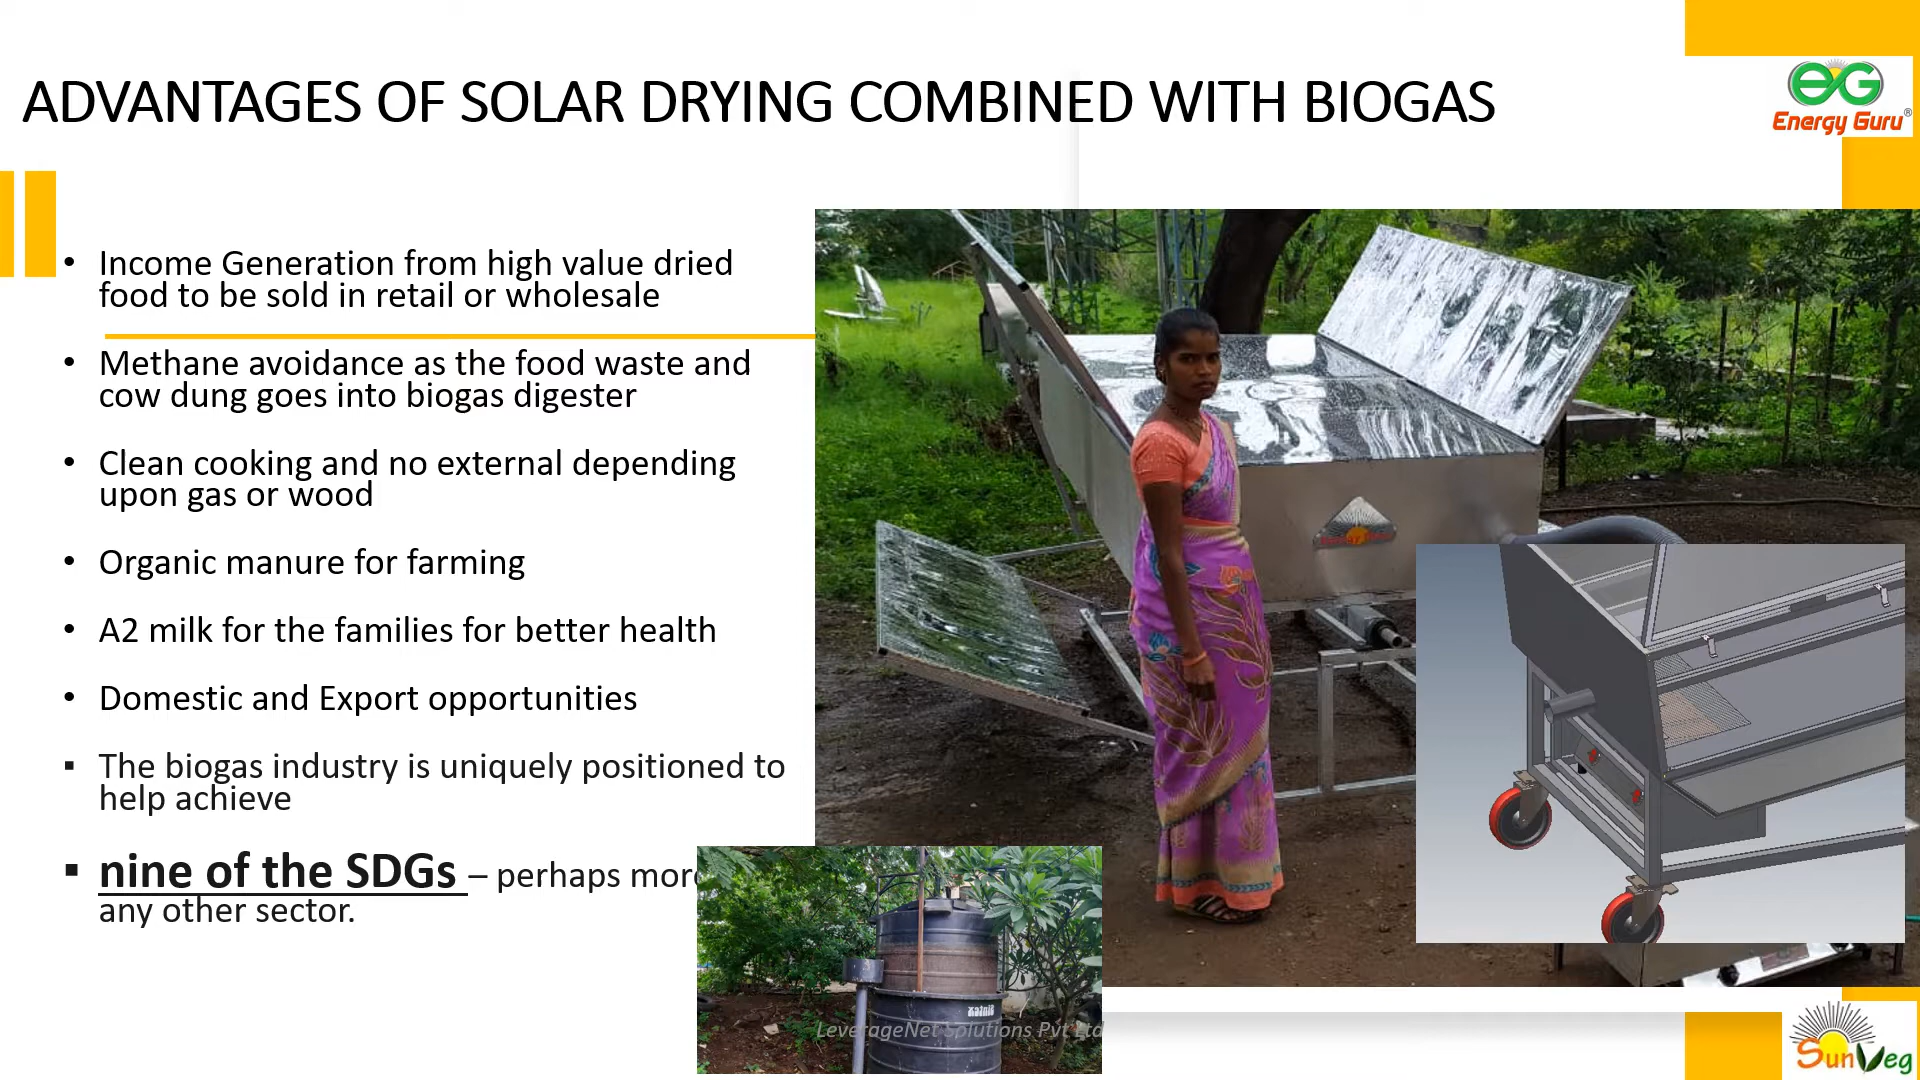 ADVANTAGES OF SOLAR DRYING COMBINED WITH BIOGAS
Energy Guru®
• Income Generation from high value dried
food to be sold in retail or wholesale
• Methane avoidance as the food waste and
cow dung goes into biogas digester
• Clean cooking and no external depending
upon gas or wood
• Organic manure for farming
• A2 milk for the families for better health
• Domestic and Export opportunities
▪ The biogas industry is uniquely positioned to
help achieve
▪ nine of the SDGs – perhaps more
any other sector.
LeverageNet Solutions Pvt Ltd
SunVeg